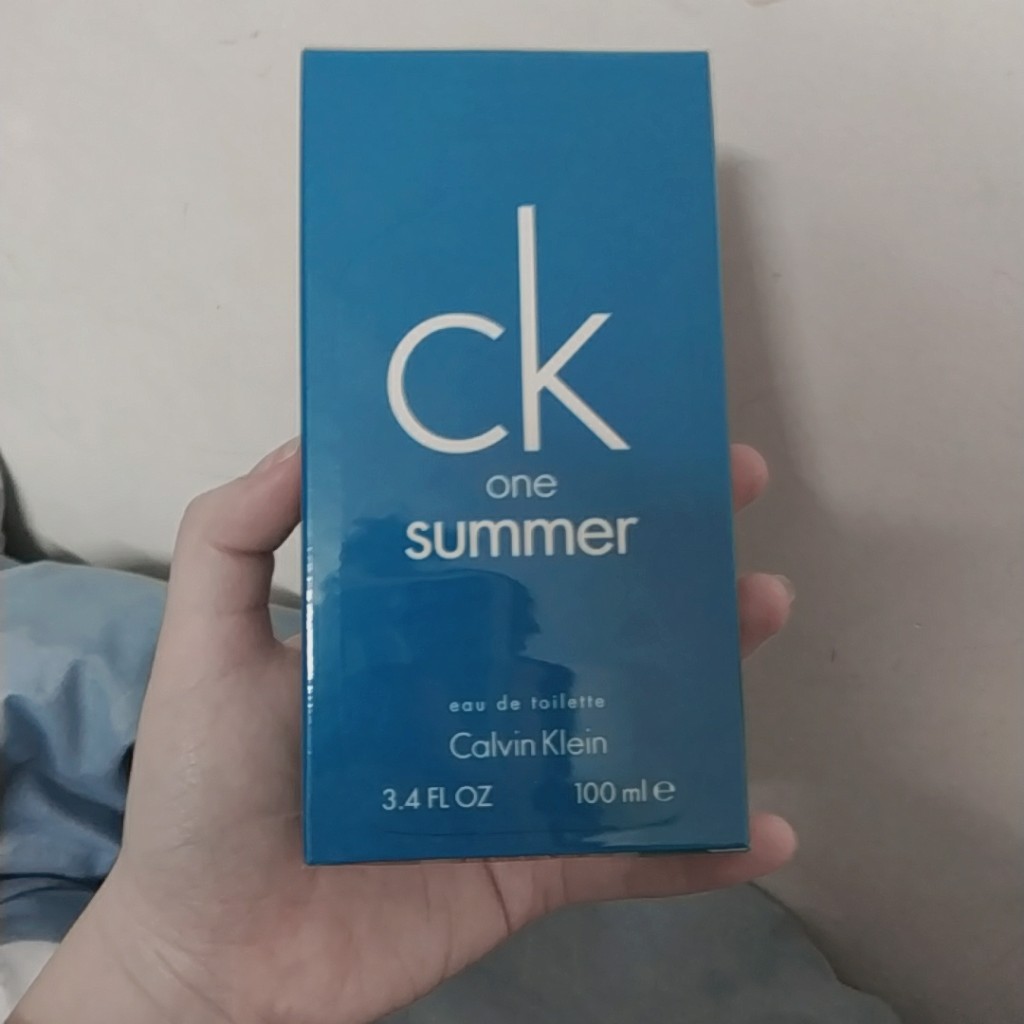 ck
one
summer
eau de toilette
Calvin Klein
3.4 FL OZ 100 ml e